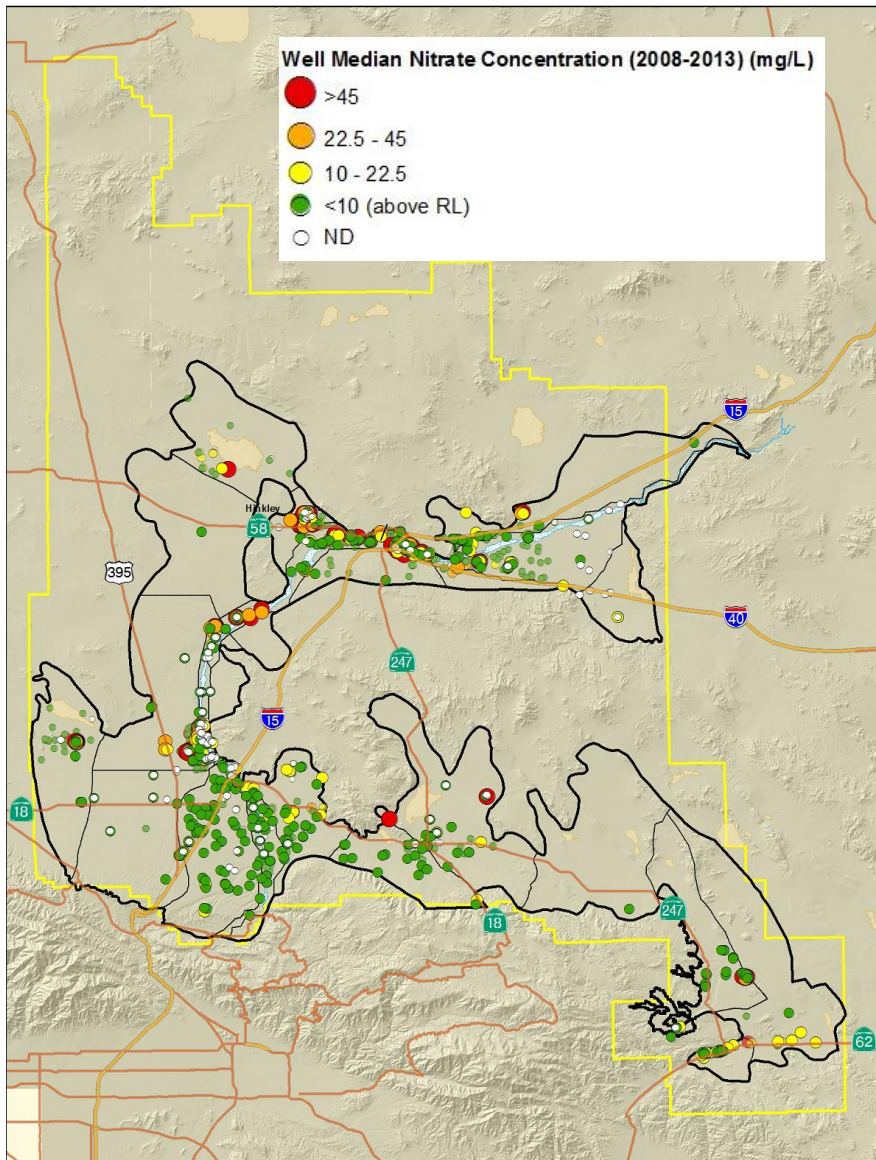 Well Median Nitrate Concentration (2008-2013) (mg/L)
>45
22.5 - 45
10 - 22.5
<10 (above RL)
ND
15
Hinkley
58
395
40
247
15
18
247
18
62